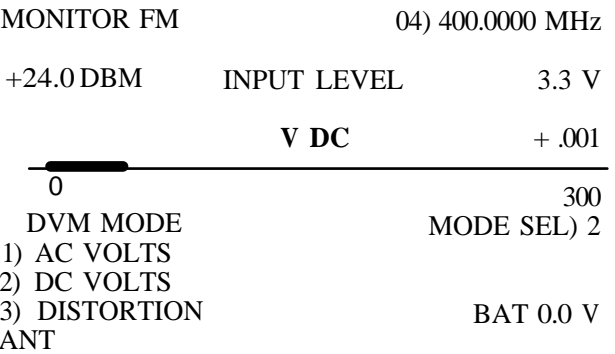 MONITOR FM 04) 400.0000 MHz
+24.0 DBM INPUT LEVEL 3.3 V
V DC + .001
0 300
DVM MODE MODE SEL) 2
1) AC VOLTS
2) DC VOLTS
3) DISTORTION BAT 0.0 V
ANT